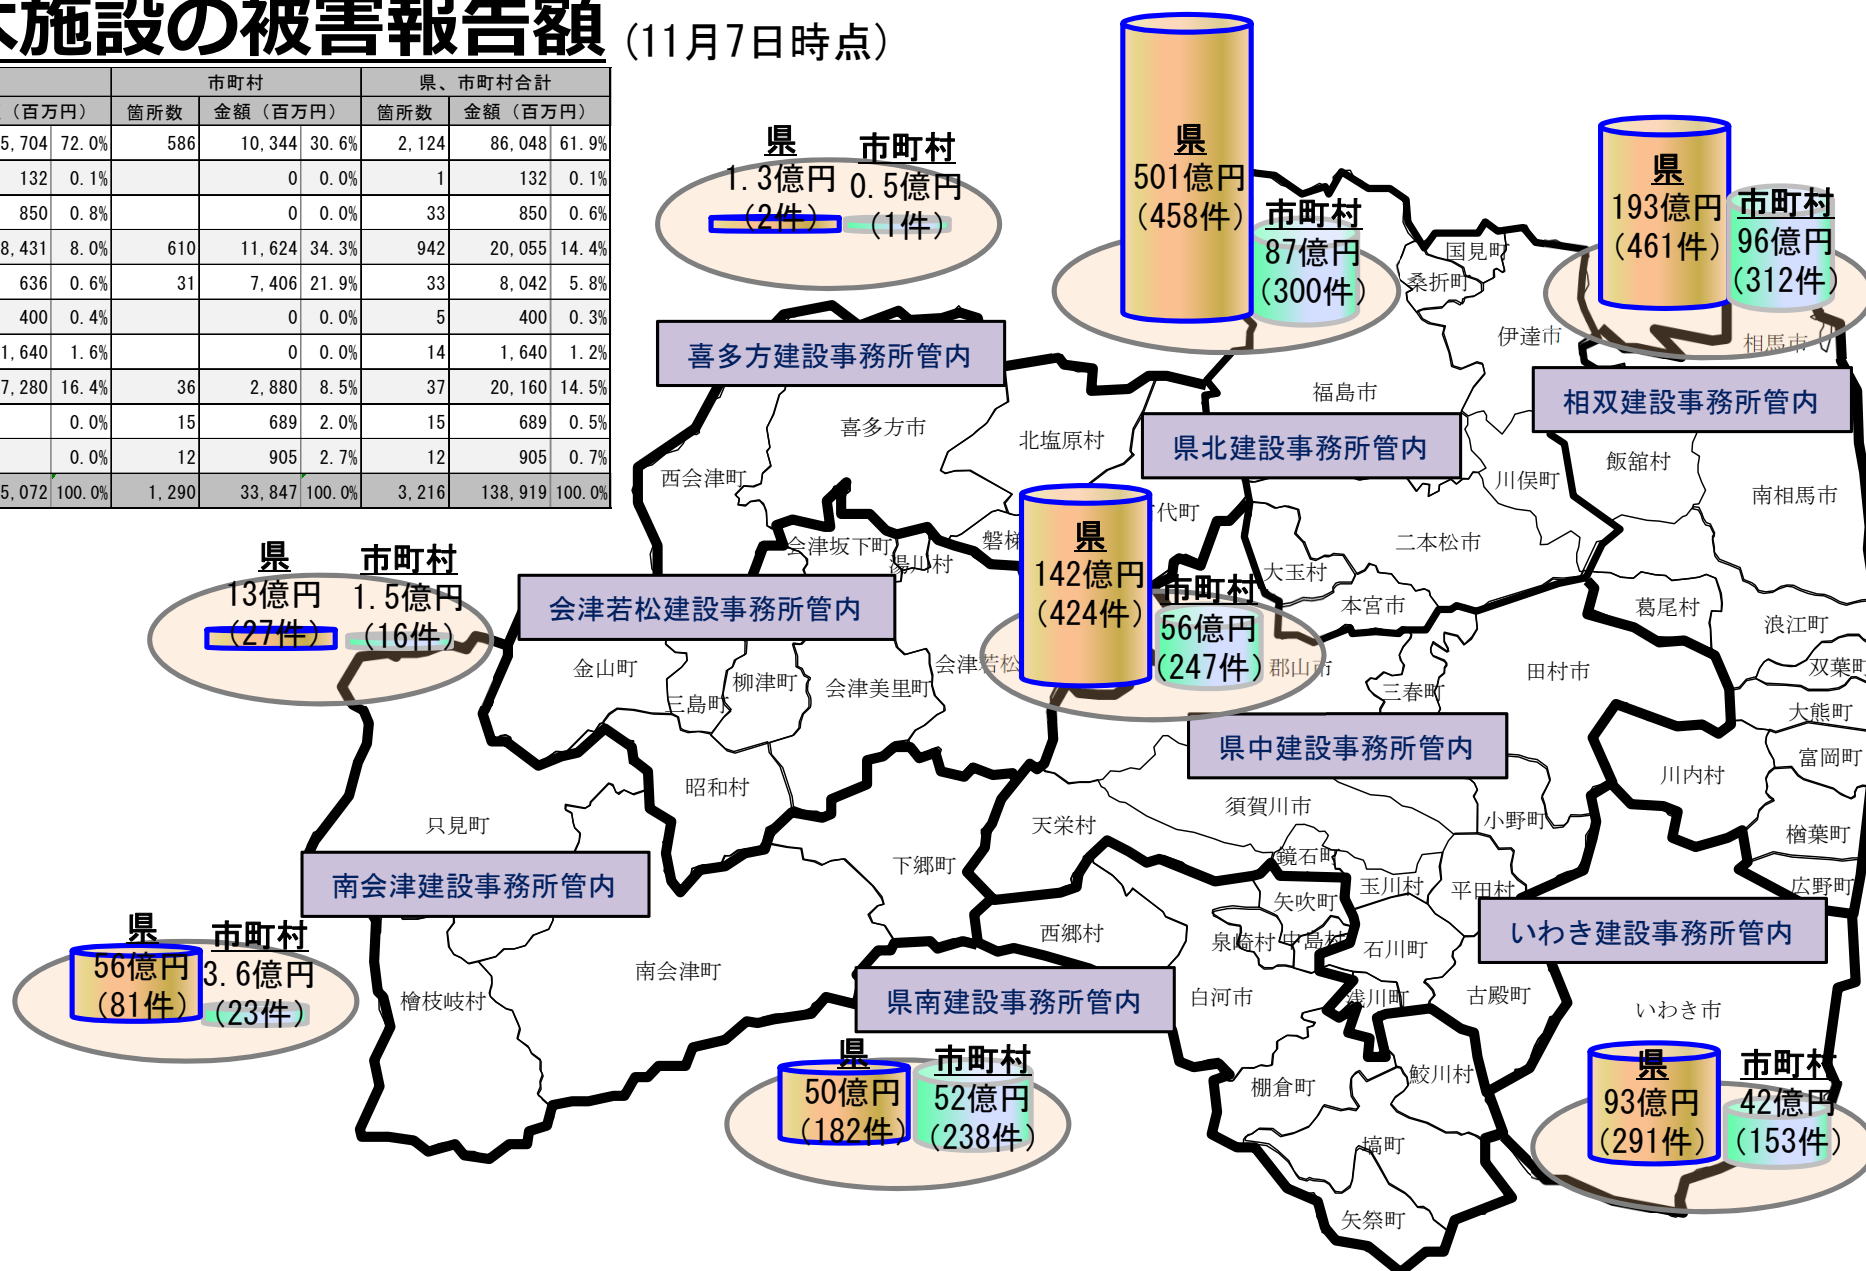 木施設の被害報告額 (11月7日時点)
市町村 県、市町村合計
(百万円) 箇所数 金額(百万円) 箇所数 金額(百万円)
5,704 72.0% 586 10,344 30.6% 2,124 86,048 61.9%
132 0.1% 0 0.0% 1 132 0.1%
850 0.8% 0 0.0% 33 850 0.6%
8,431 8.0% 610 11,624 34.3% 942 20,055 14.4%
636 0.6% 31 7,406 21.9% 33 8,042 5.8%
400 0.4% 0 0.0% 5 400 0.3%
1,640 1.6% 0 0.0% 14 1,640 1.2%
7,280 16.4% 36 2,880 8.5% 37 20,160 14.5%
0.0% 15 689 2.0% 15 689 0.5%
0.0% 12 905 2.7% 12 905 0.7%
5,072 100.0% 1,290 33,847 100.0% 3,216 138,919 100.0%
県
1.3億円
(2件)
市町村
0.5億円
(1件)
喜多方建設事務所管内
県
501億円
(458件)
市町村
87億円
(300件)
県北建設事務所管内
県
193億円
(461件)
市町村
96億円
(312件)
相双建設事務所管内
県
13億円
(27件)
市町村
1.5億円
(16件)
会津若松建設事務所管内
県
142億円
(424件)
市町村
56億円
(247件)
県中建設事務所管内
県
56億円
(81件)
市町村
3.6億円
(23件)
南会津建設事務所管内
県
50億円
(182件)
市町村
52億円
(238件)
県南建設事務所管内
県
93億円
(291件)
市町村
42億円
(153件)
いわき建設事務所管内
国見町
桑折町
伊達市
相馬市
福島市
喜多方市
北塩原村
西会津町
飯舘村
川俣町
南相馬市
代町
磐梯
会津坂下町
湯川村
二本松市
大玉村
本宮市
葛尾村
浪江町
双葉町
金山町
三島町
柳津町
会津美里町
会津若松
郡山市
三春町
田村市
大熊町
富岡町
川内村
昭和村
只見町
天栄村
須賀川市
小野町
楢葉町
下郷町
鏡石町
玉川村
平田村
広野町
矢吹町
西郷村
泉崎村
中島村
石川町
南会津町
檜枝岐村
白河市
浅川町
古殿町
いわき市
棚倉町
鮫川村
塙町
矢祭町